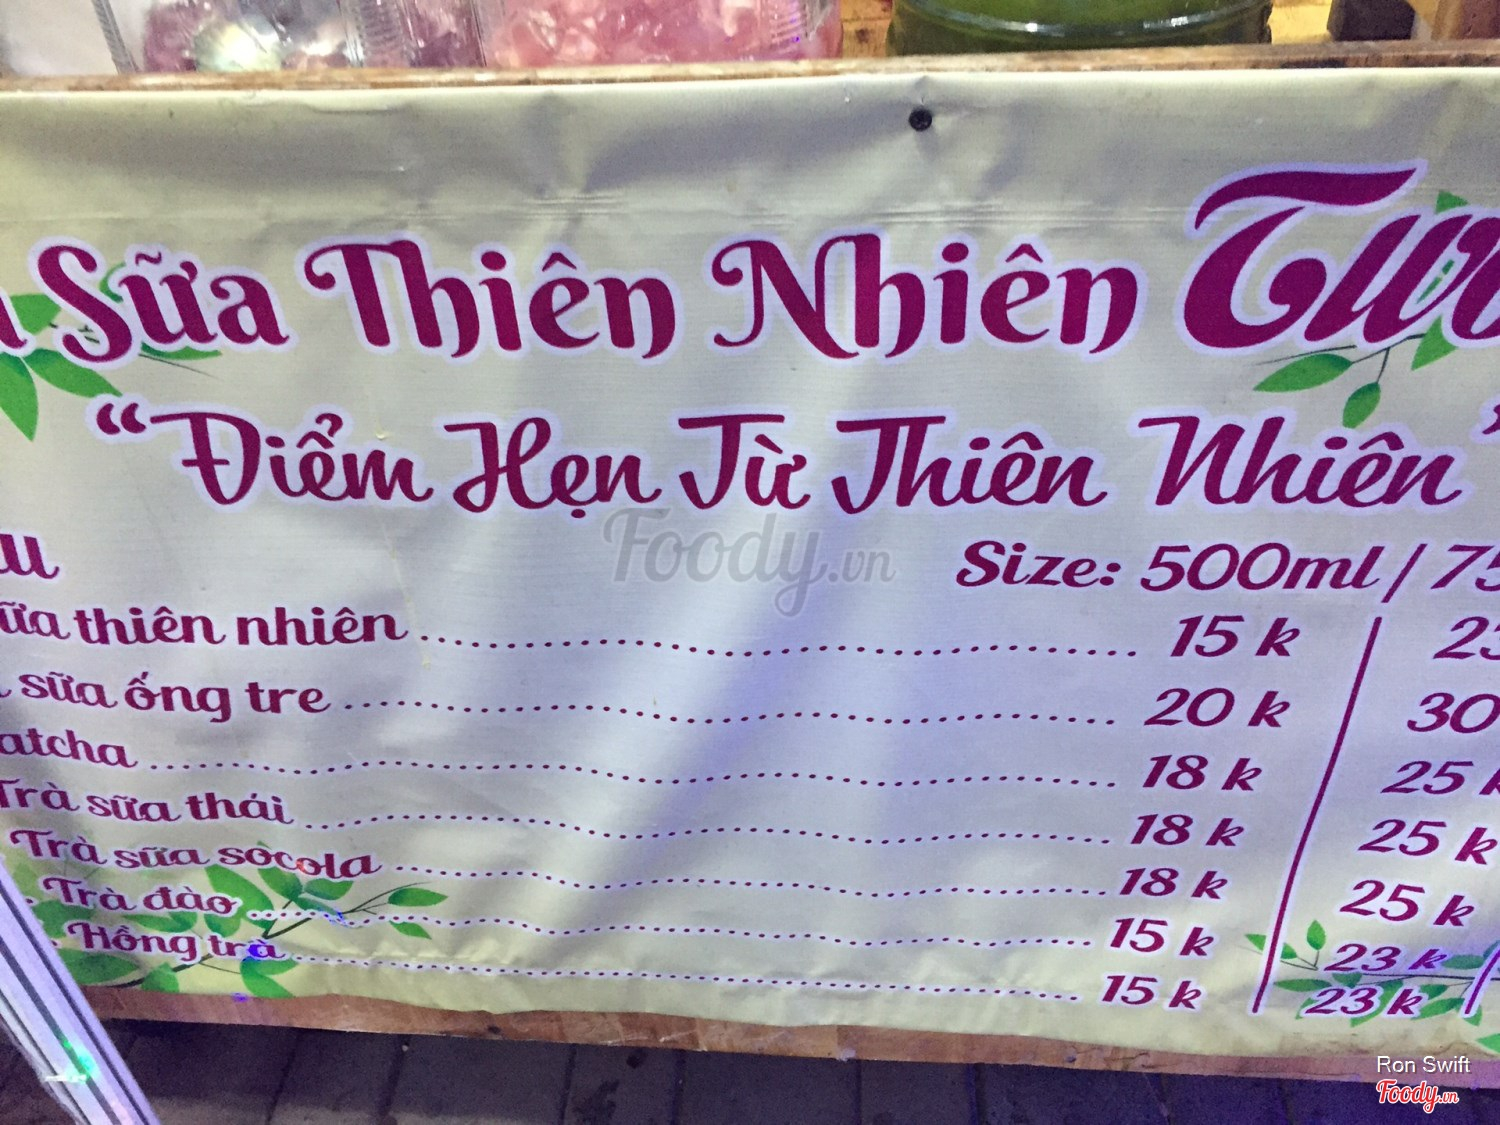 Sữa Thiên Nhiên
"Điểm Hẹn Từ Thiên Nhiên"
Foody.vn
Size: 500ml /
thiên nhiên 15 k
sữa ống tre 20 k 30
18 k 25 k
Trà sữa thái 18 k 25 k
Trà sữa socola 18 k 25 k
Trà đào 15 k 23 k
Hồng trà 15 k 23 k
Ron Swift
Foody.vn